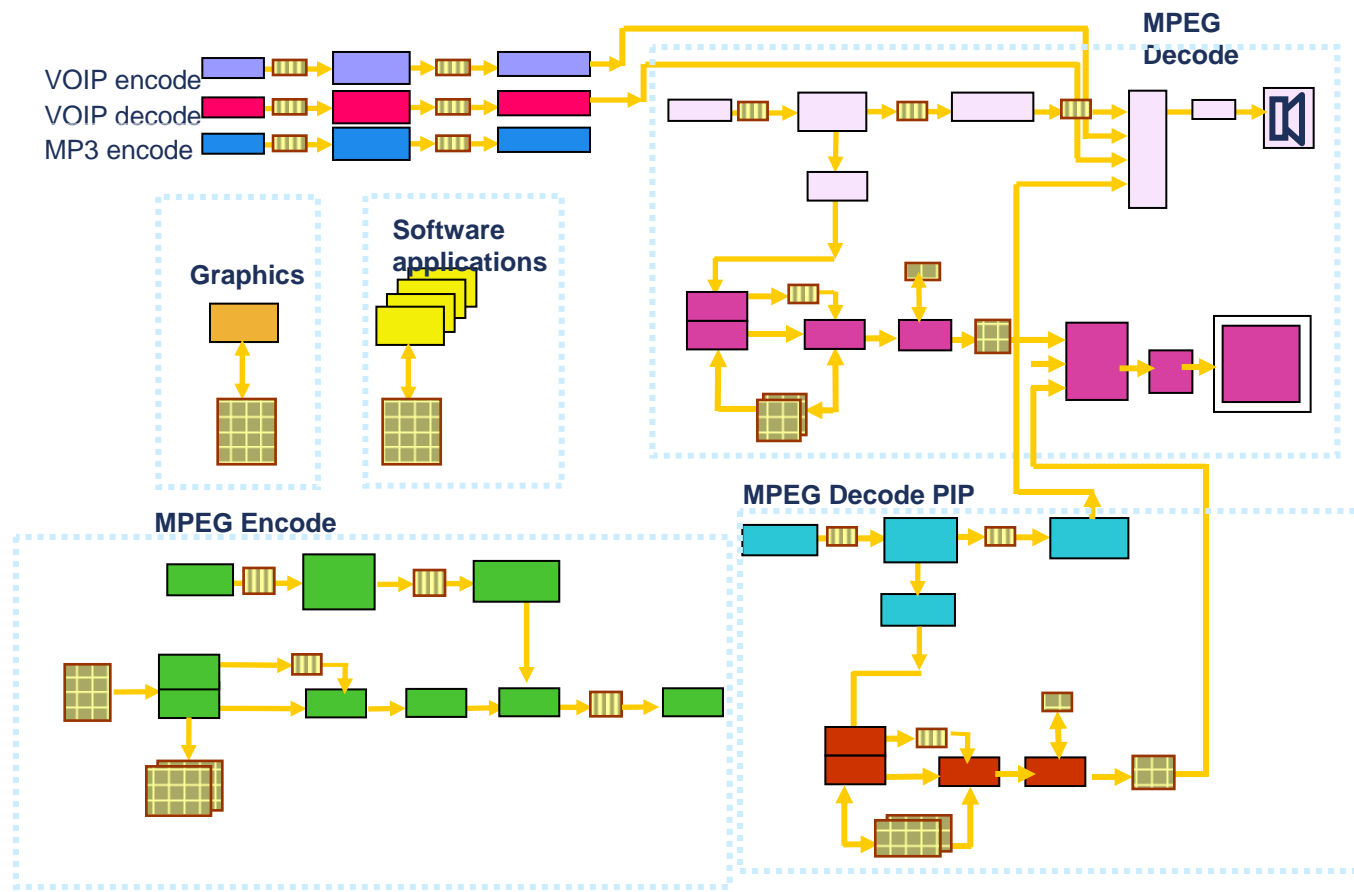 MPEG
Decode
VOIP encode
VOIP decode
MP3 encode
Software
applications
Graphics
MPEG Decode PIP
MPEG Encode